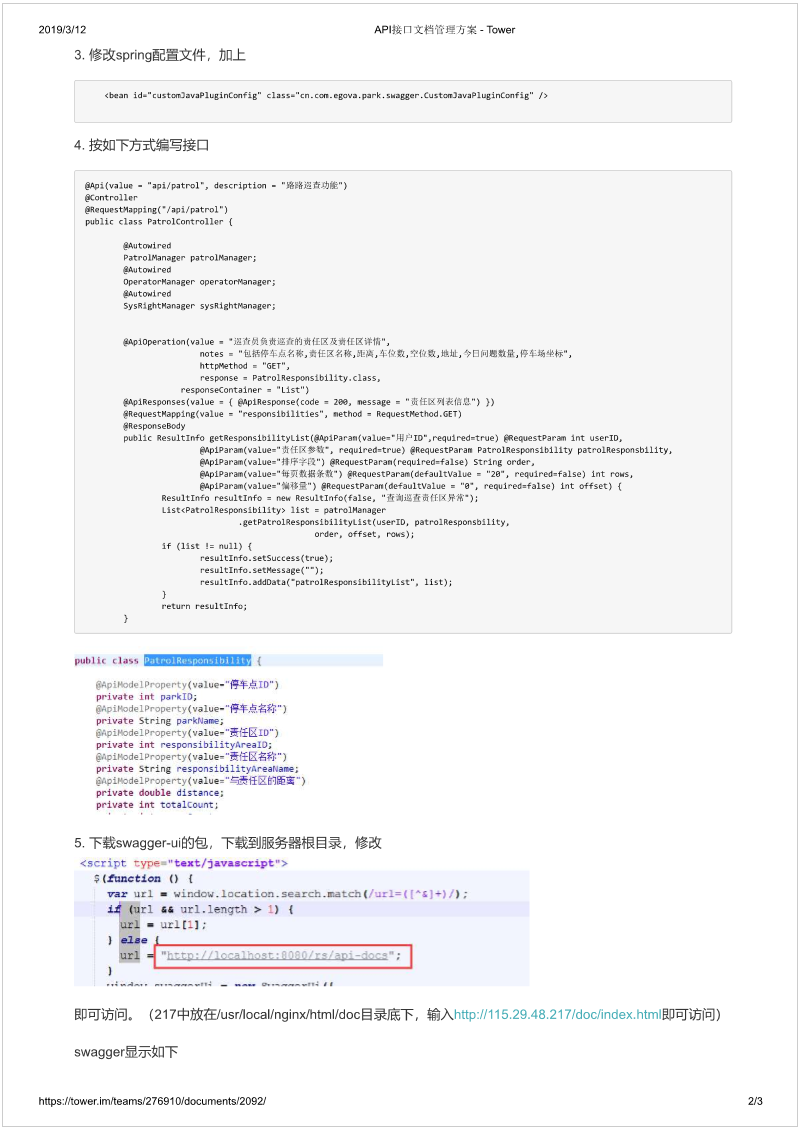 2019/3/12 API接口文档管理方案 - Tower
3. 修改spring配置文件，加上
<bean id="customJavaPluginConfig" class="cn.com.egova.park.swagger.CustomJavaPluginConfig" />
4. 按如下方式编写接口
@Api(value = "api/patrol", description = "路路巡查功能")
@Controller
@RequestMapping("/api/patrol")
public class PatrolController {
@Autowired
PatrolManager patrolManager;
@Autowired
OperatorManager operatorManager;
@Autowired
SysRightManager sysRightManager;
@ApiOperation(value = "巡查员负责巡查的责任区及责任区详情",
notes = "包括停车点名称,责任区名称,距离,车位数,空位数,地址,今日问题数量,停车场坐标",
httpMethod = "GET",
response = PatrolResponsibility.class,
responseContainer = "List")
@ApiResponses(value = { @ApiResponse(code = 200, message = "责任区列表信息") })
@RequestMapping(value = "responsibilities", method = RequestMethod.GET)
@ResponseBody
public ResultInfo getResponsibilityList(@ApiParam(value="用户ID",required=true) @RequestParam int userID,
@ApiParam(value="责任区参数", required=true) @RequestParam PatrolResponsibility patrolResponsbility,
@ApiParam(value="排序字段") @RequestParam(required=false) String order,
@ApiParam(value="每页数据条数") @RequestParam(defaultValue = "20", required=false) int rows,
@ApiParam(value="偏移量") @RequestParam(defaultValue = "0", required=false) int offset) {
ResultInfo resultInfo = new ResultInfo(false, "查询巡查责任区异常");
List<PatrolResponsibility> list = patrolManager
.getPatrolResponsibilityList(userID, patrolResponsbility,
order, offset, rows);
if (list != null) {
resultInfo.setSuccess(true);
resultInfo.setMessage("");
resultInfo.addData("patrolResponsibilityList", list);
}
return resultInfo;
}
public class PatrolResponsibility {
@ApiModelProperty(value="停车点ID")
private int parkID;
@ApiModelProperty(value="停车点名称")
private String parkName;
@ApiModelProperty(value="责任区ID")
private int responsibilityAreaID;
@ApiModelProperty(value="责任区名称")
private String responsibilityAreaName;
@ApiModelProperty(value="与责任区的距离")
private double distance;
private int totalCount;
5. 下载swagger-ui的包，下载到服务器根目录，修改
<script type="text/javascript">
$(function () {
var url = window.location.search.match(/url=([^&]+)/);
if (url && url.length > 1) {
url = url[1];
} else {
url = "http://localhost:8080/rs/api-docs";
}
window.swaggerUi = new SwaggerUi({
即可访问。（217中放在/usr/local/nginx/html/doc目录底下，输入http://115.29.48.217/doc/index.html即可访问）
swagger显示如下
https://tower.im/teams/276910/documents/2092/ 2/3